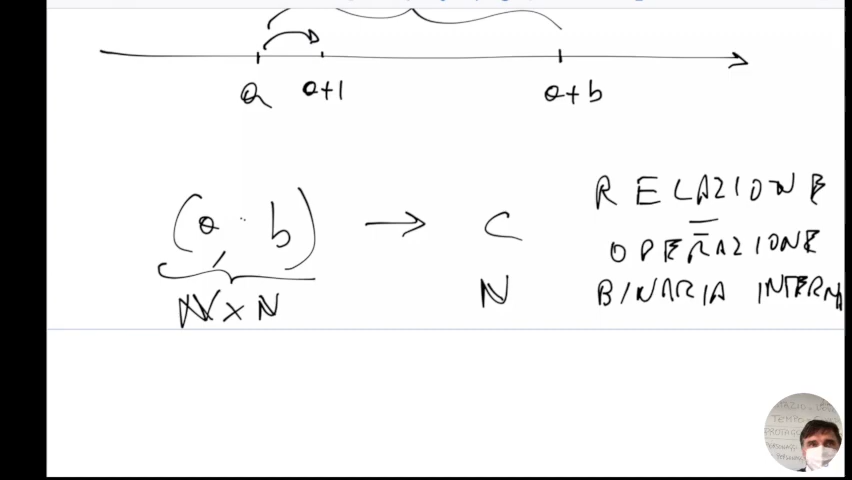 a a+1 a+b
(a, b) → c
N×N N
RELAZIONE
=
OPERAZIONE
BINARIA INTERNA